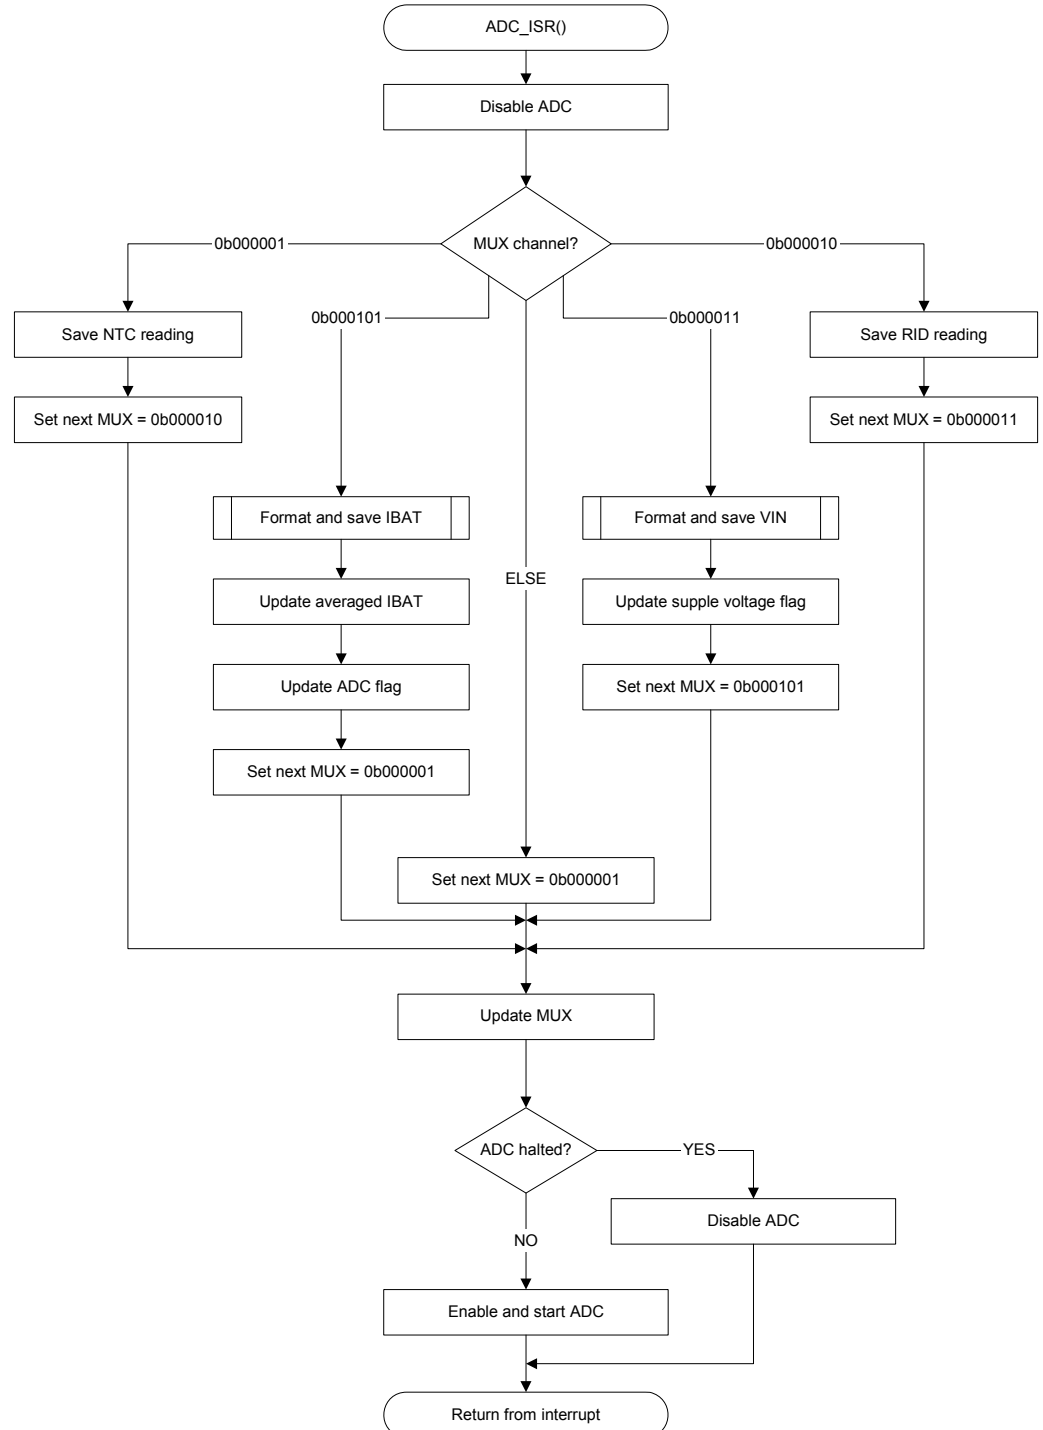 ADC_ISR()
Disable ADC
MUX channel?
0b000001
0b000010
0b000101
0b000011
Save NTC reading
Save RID reading
Set next MUX = 0b000010
Set next MUX = 0b000011
Format and save IBAT
Format and save VIN
ELSE
Update averaged IBAT
Update supple voltage flag
Update ADC flag
Set next MUX = 0b000101
Set next MUX = 0b000001
Set next MUX = 0b000001
Update MUX
ADC halted?
YES
Disable ADC
NO
Enable and start ADC
Return from interrupt